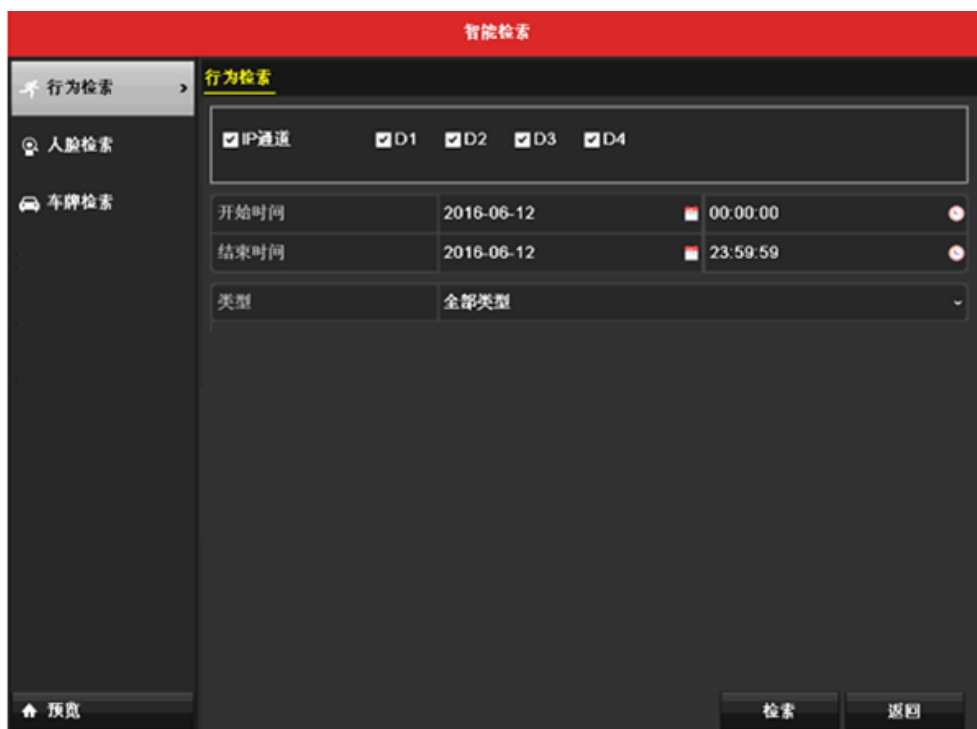 智能检索
行为检索
人脸检索
车牌检索
预览
行为检索
IP通道 D1 D2 D3 D4
开始时间 2016-06-12 00:00:00
结束时间 2016-06-12 23:59:59
类型 全部类型
检索 返回